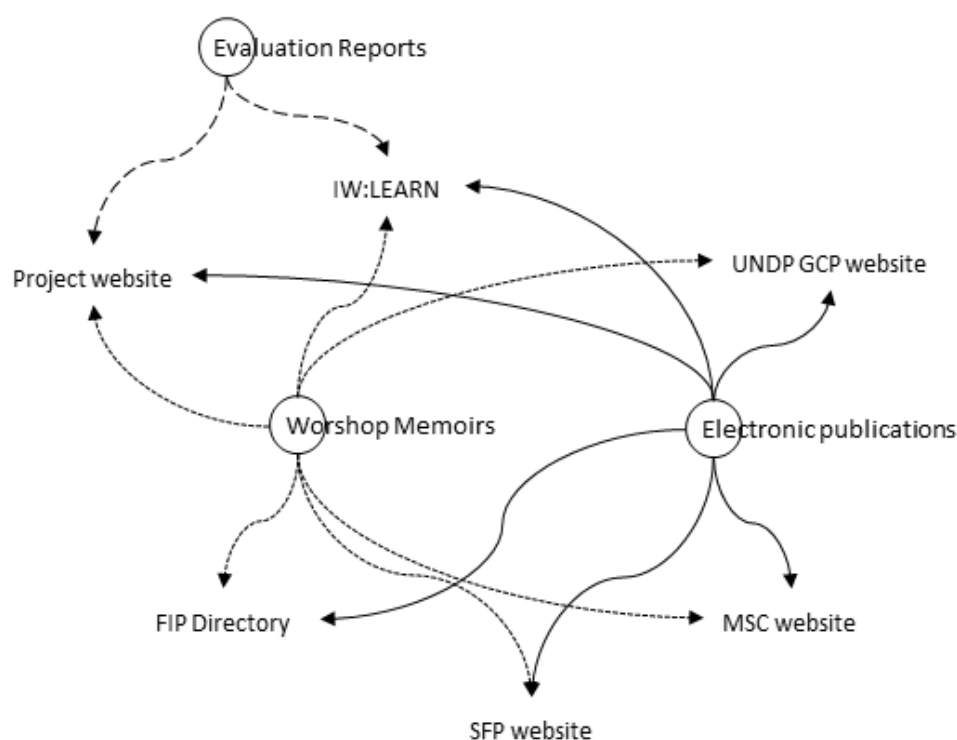 Evaluation Reports
IW:LEARN
UNDP GCP website
Project website
Worshop Memoirs
Electronic publications
FIP Directory
MSC website
SFP website